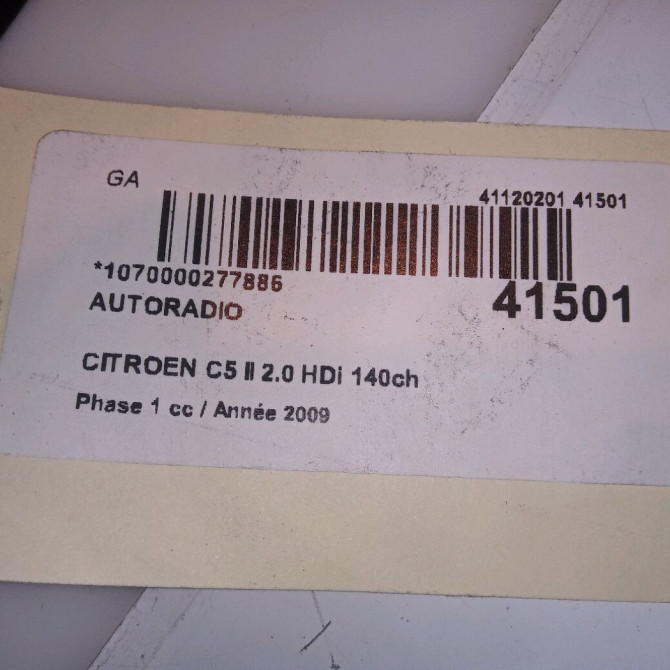 GA
41120201 41501
*1070000277886
41501
AUTORADIO
CITROEN C5 II 2.0 HDi 140ch
Phase 1 cc / Année 2009